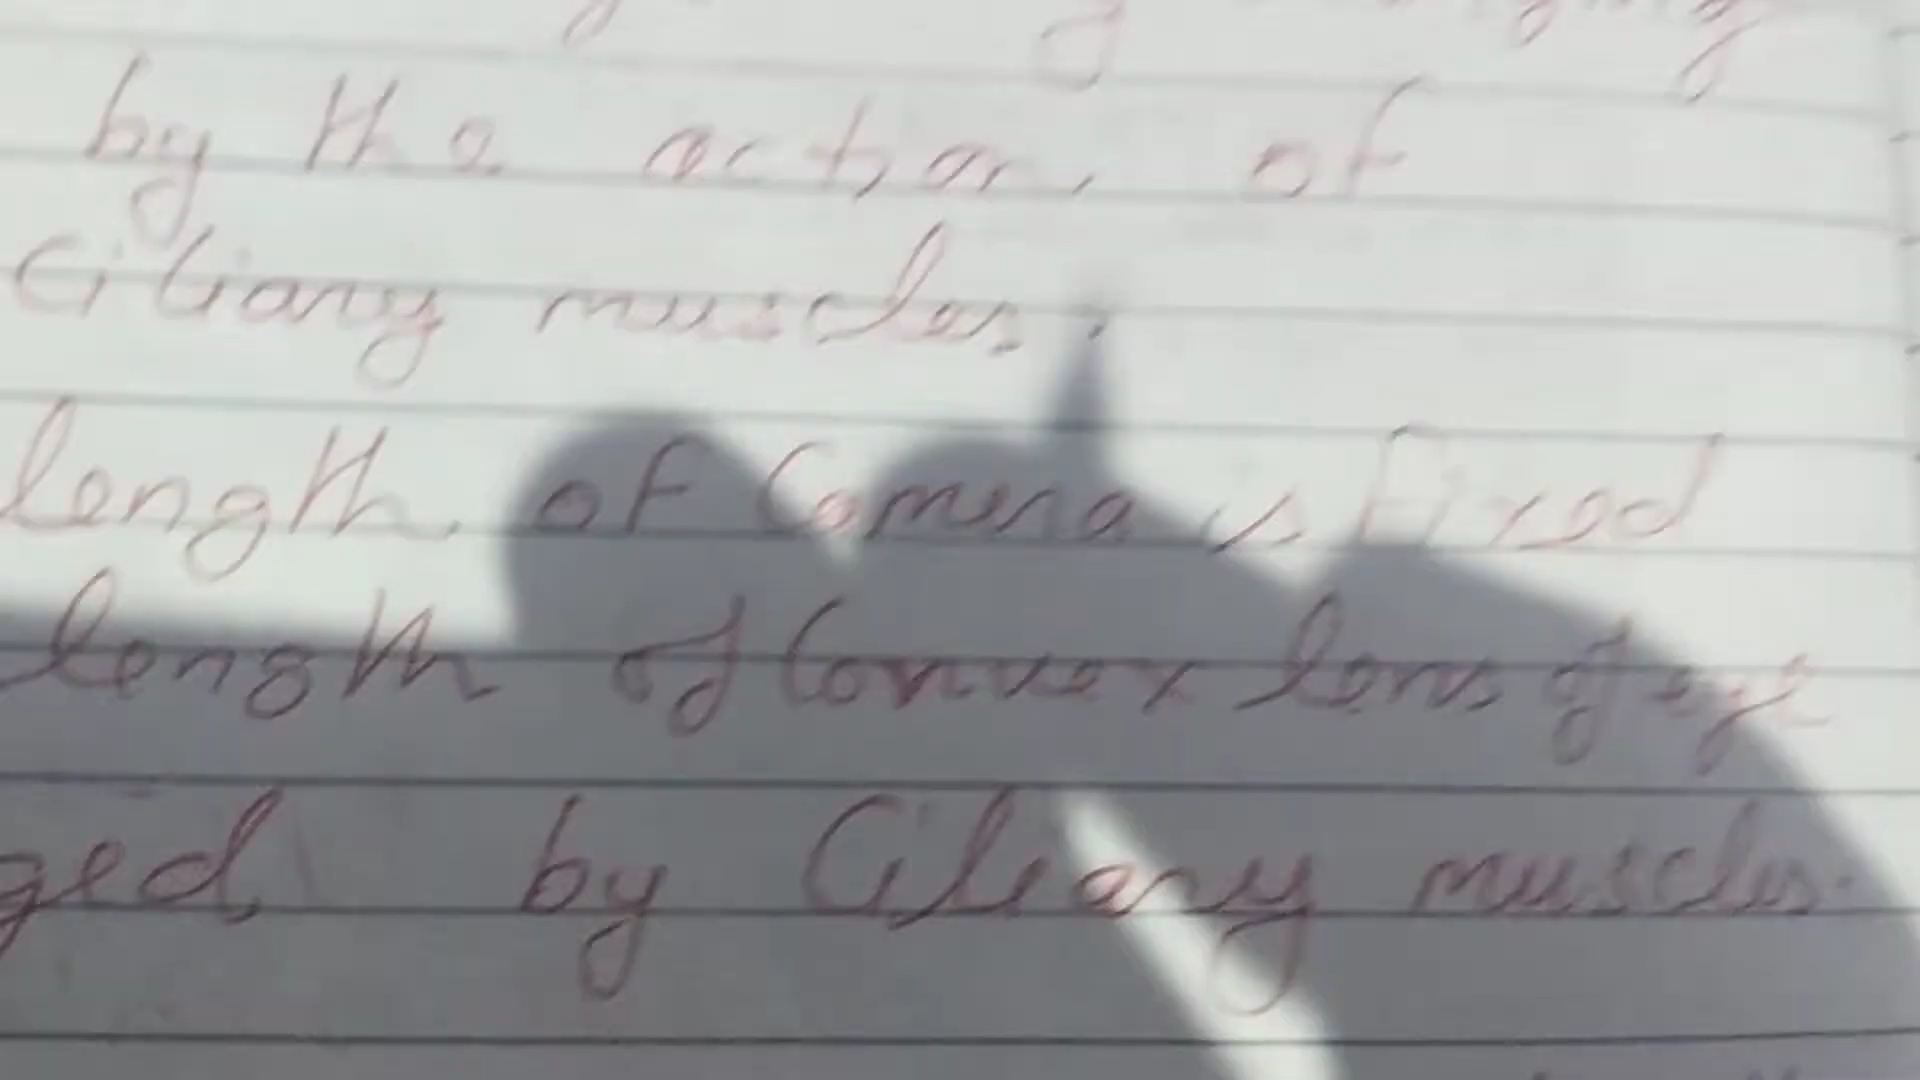 by the action of
Ciliary muscles.
length of Camera is Fixed
length of Convex lens of eye
ged by Ciliary muscles.